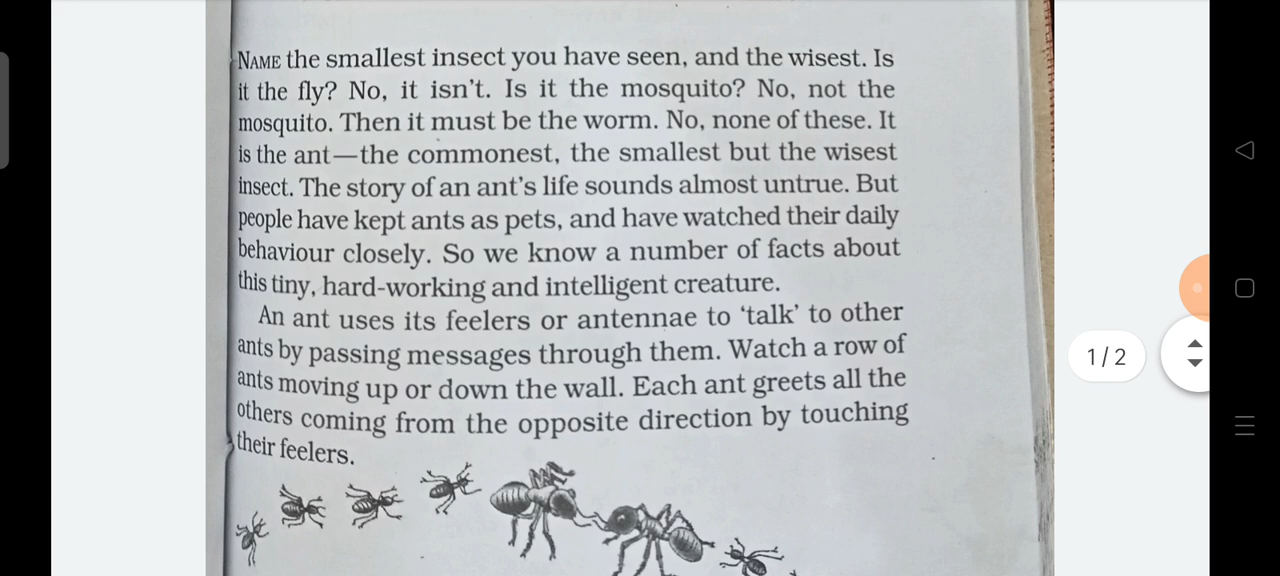 NAME the smallest insect you have seen, and the wisest. Is
it the fly? No, it isn't. Is it the mosquito? No, not the
mosquito. Then it must be the worm. No, none of these. It
is the ant—the commonest, the smallest but the wisest
insect. The story of an ant's life sounds almost untrue. But
people have kept ants as pets, and have watched their daily
behaviour closely. So we know a number of facts about
this tiny, hard-working and intelligent creature.
An ant uses its feelers or antennae to 'talk' to other
ants by passing messages through them. Watch a row of
ants moving up or down the wall. Each ant greets all the
others coming from the opposite direction by touching
their feelers.
1/2